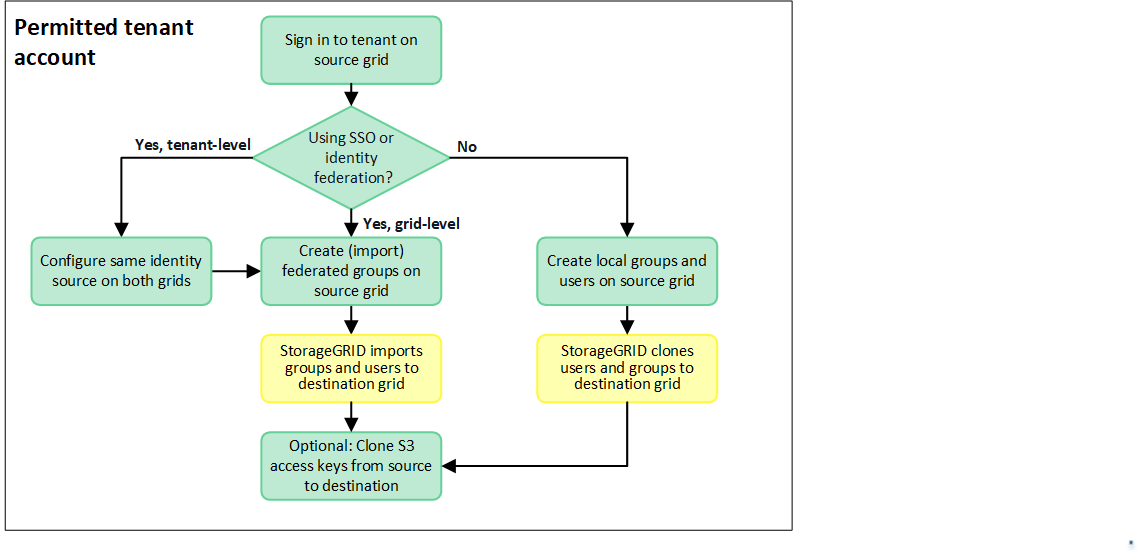 Permitted tenant
account
Sign in to tenant on
source grid
Using SSO or
identity
federation?
Yes, tenant-level
No
Yes, grid-level
Configure same identity
source on both grids
Create (import)
federated groups on
source grid
Create local groups and
users on source grid
StorageGRID imports
groups and users to
destination grid
StorageGRID clones
users and groups to
destination grid
Optional: Clone S3
access keys from source
to destination